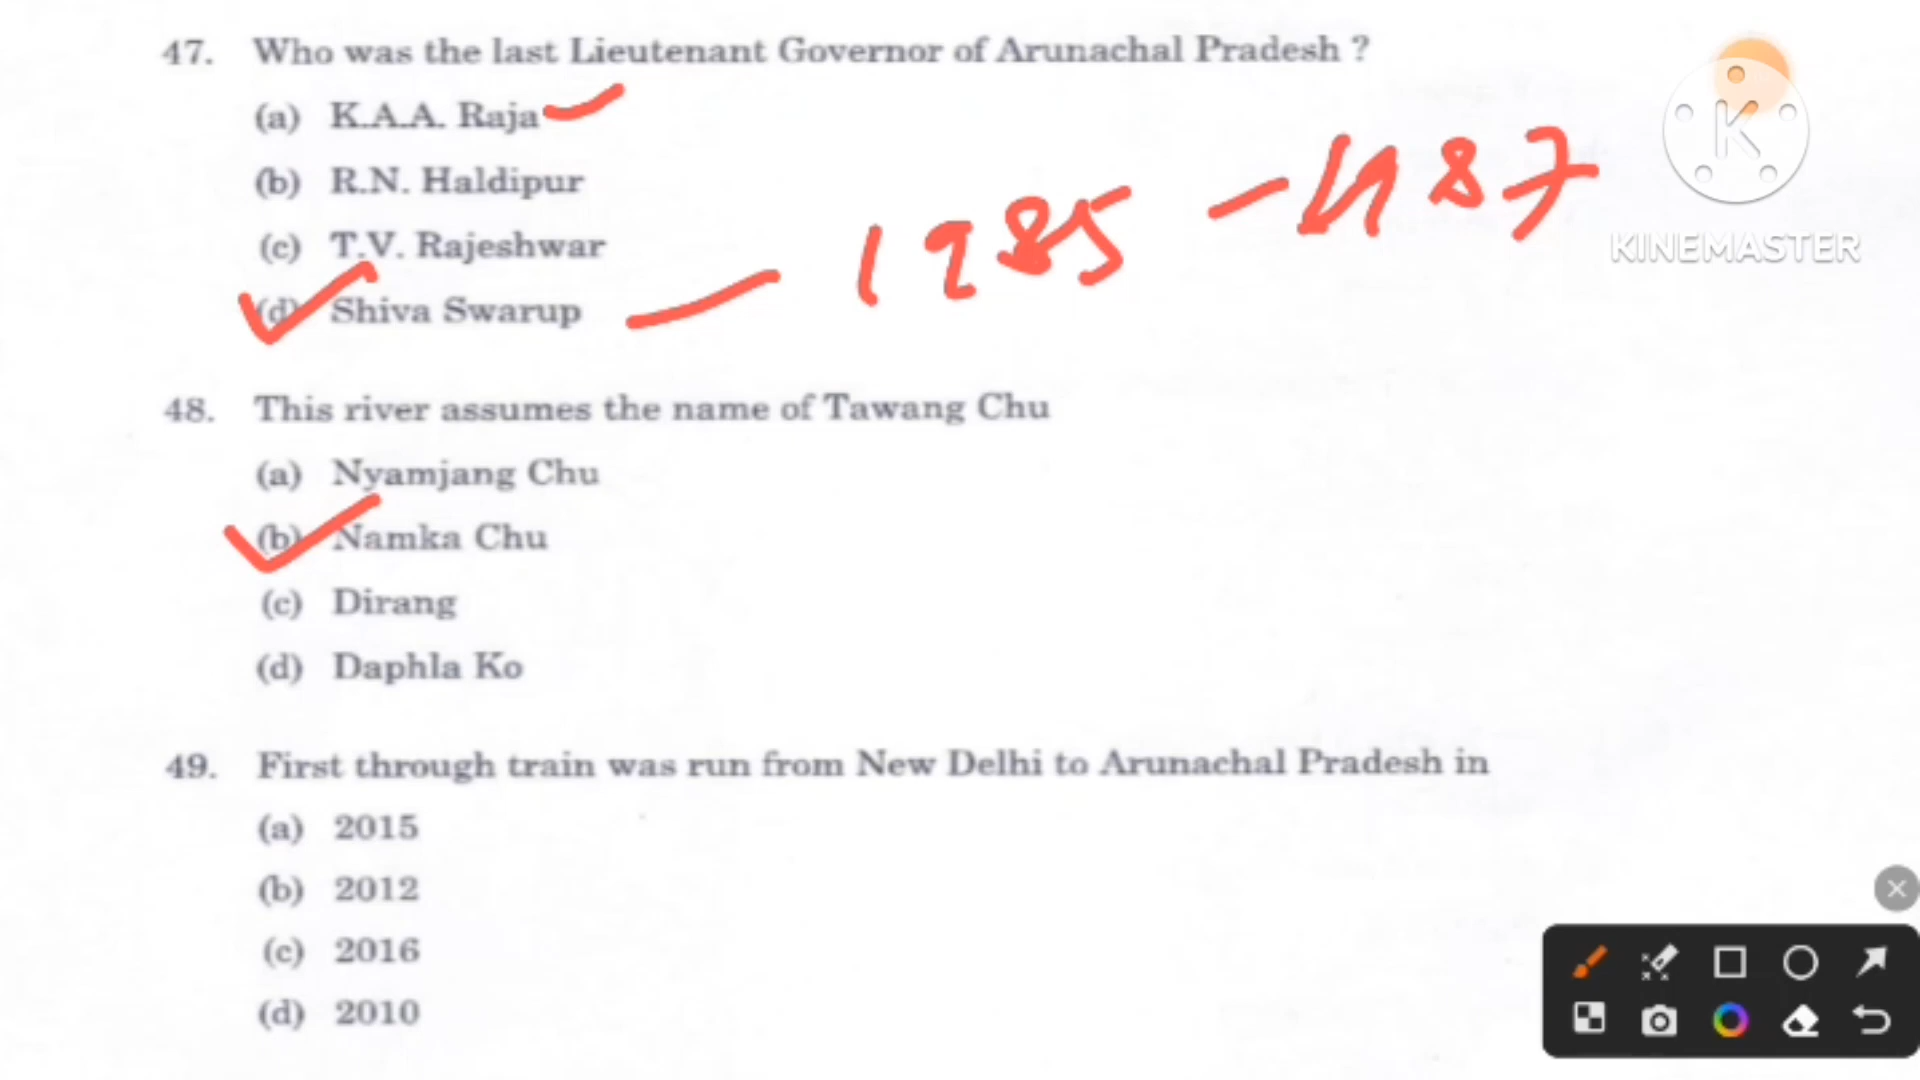 47. Who was the last Lieutenant Governor of Arunachal Pradesh ?
(a) K.A.A. Raja
(b) R.N. Haldipur
(c) T.V. Rajeshwar
(d) Shiva Swarup
1985 - 1987
K
KINEMASTER
48. This river assumes the name of Tawang Chu
(a) Nyamjang Chu
(b) Namka Chu
(c) Dirang
(d) Daphla Ko
49. First through train was run from New Delhi to Arunachal Pradesh in
(a) 2015
(b) 2012
(c) 2016
(d) 2010